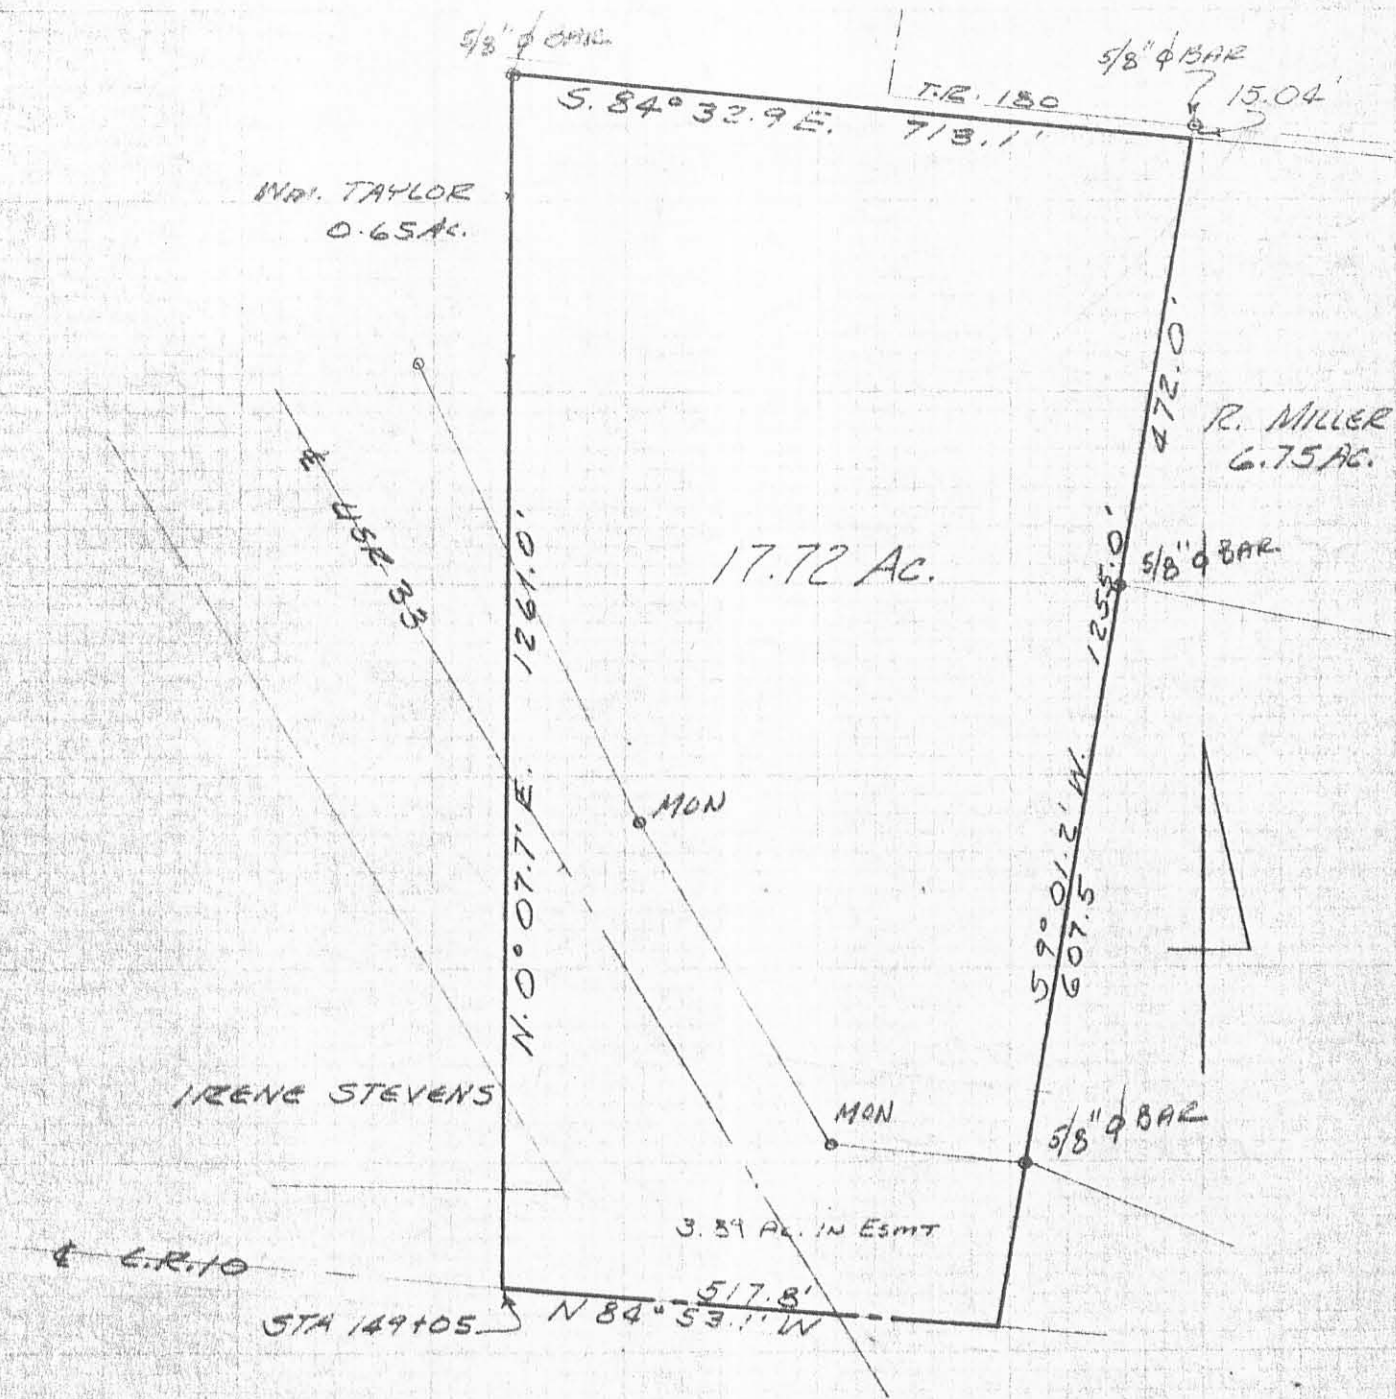 5/8" ϕ BAR
5/8" ϕ BAR
T.R. 180
15.04'
S. 84° 32.9 E. 713.1'
WM. TAYLOR
0.65 AC.
472.0'
R. MILLER
6.75 AC.
℄ USR 33
1261.0'
17.72 AC.
1255.0'
5/8" ϕ BAR
MON
N. 0° 07.7' E.
S 9° 01.2' W.
607.5
IRENE STEVENS
MON
5/8" ϕ BAR
AC. IN ESMT
℄ C.R. 10
517.8'
STA 149+05
N 84° 53.1' W